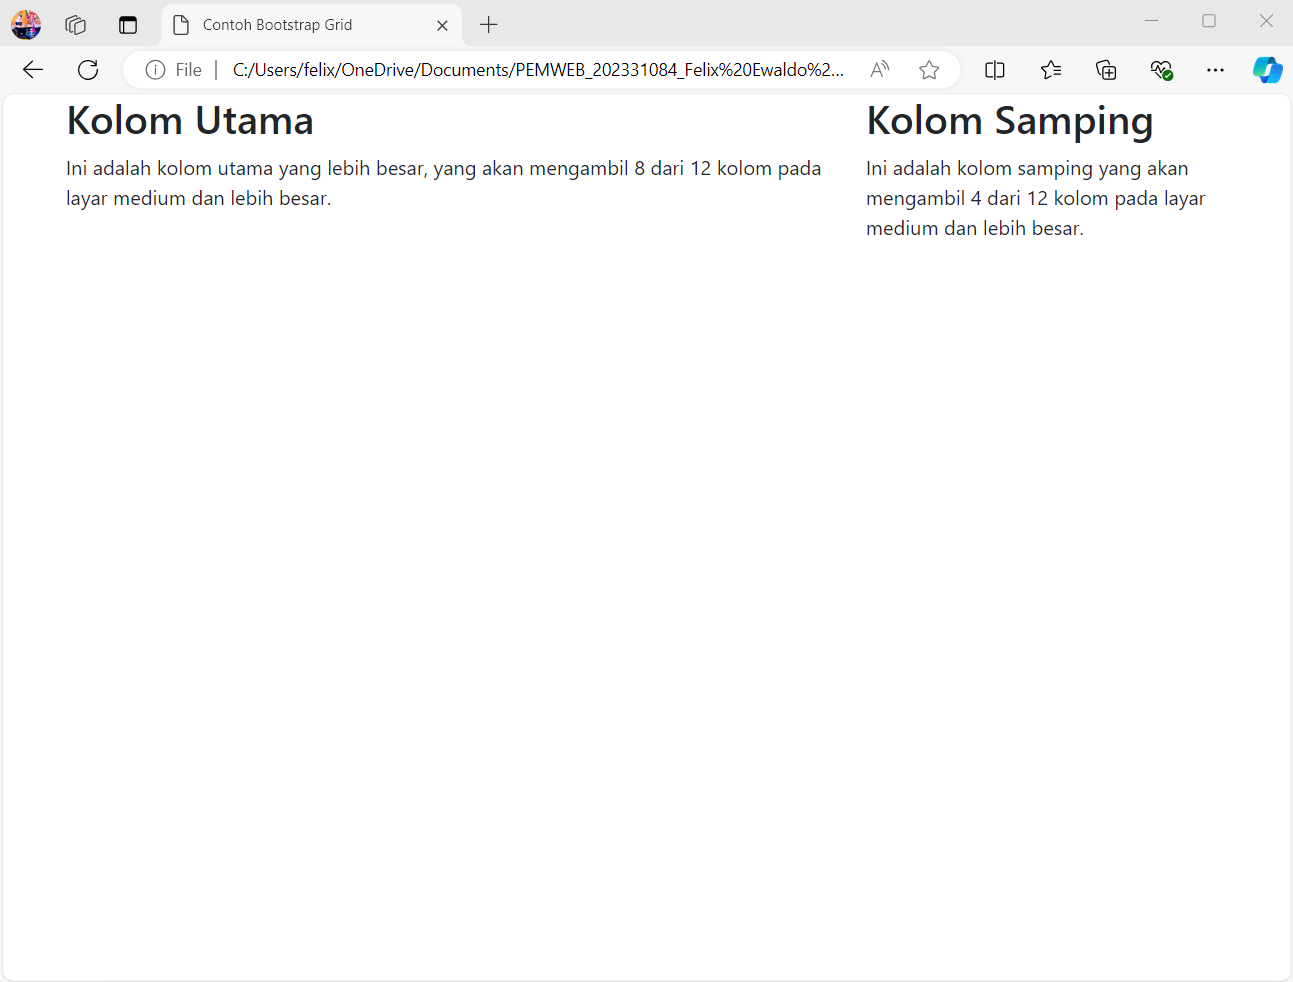 Contoh Bootstrap Grid
File | C:/Users/felix/OneDrive/Documents/PEMWEB_202331084_Felix%20Ewaldo%2...
Kolom Utama
Ini adalah kolom utama yang lebih besar, yang akan mengambil 8 dari 12 kolom pada
layar medium dan lebih besar.
Kolom Samping
Ini adalah kolom samping yang akan
mengambil 4 dari 12 kolom pada layar
medium dan lebih besar.